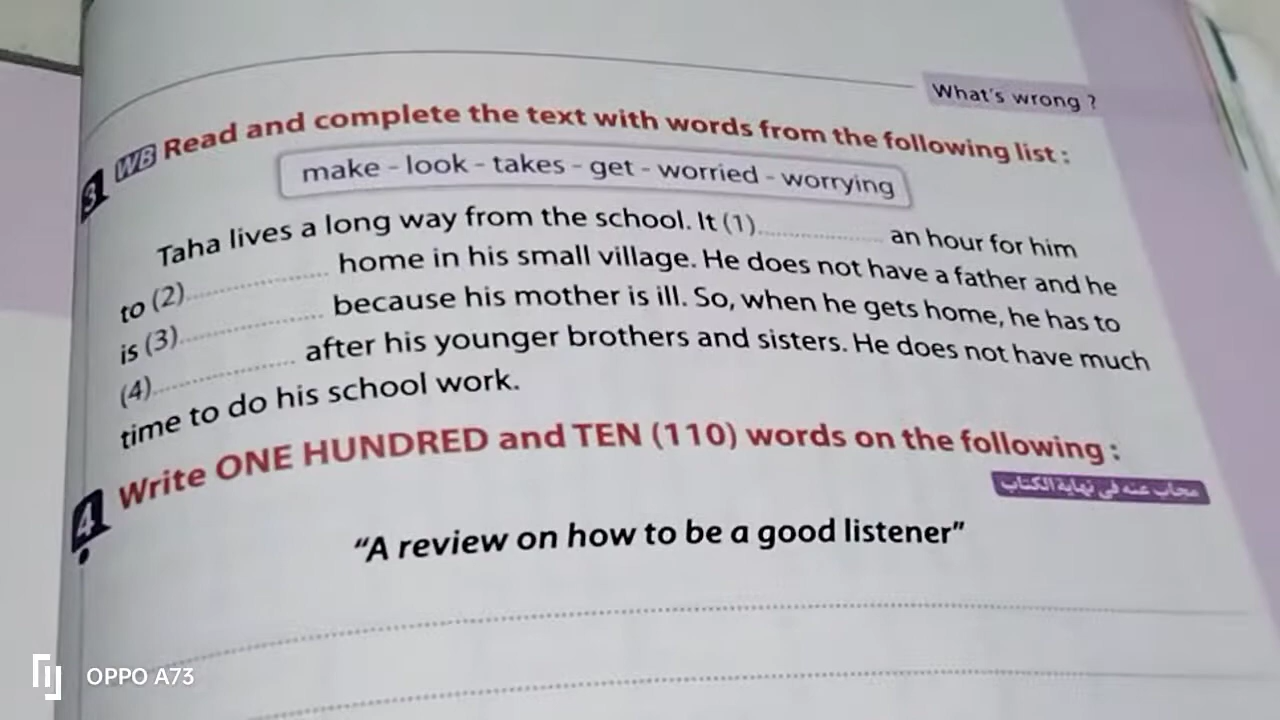 What's wrong ?
3 WB Read and complete the text with words from the following list :
make - look - takes - get - worried - worrying
Taha lives a long way from the school. It (1)................ an hour for him
to (2)................ home in his small village. He does not have a father and he
is (3)................ because his mother is ill. So, when he gets home, he has to
(4)................ after his younger brothers and sisters. He does not have much
time to do his school work.
4 Write ONE HUNDRED and TEN (110) words on the following :
مجاب عنه في نهاية الكتاب
“A review on how to be a good listener”
OPPO A73